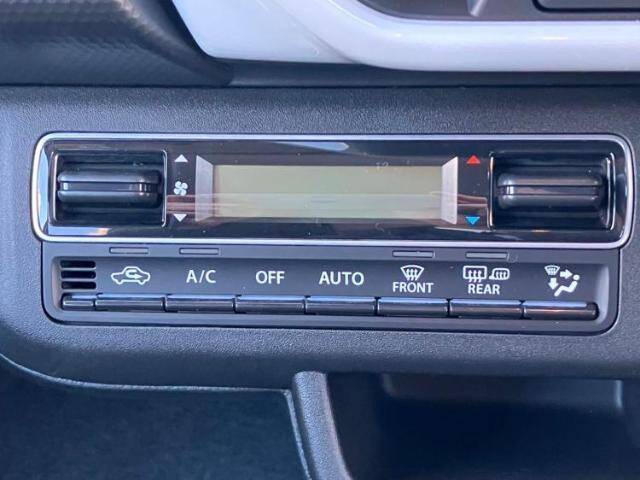 A/C OFF AUTO FRONT REAR